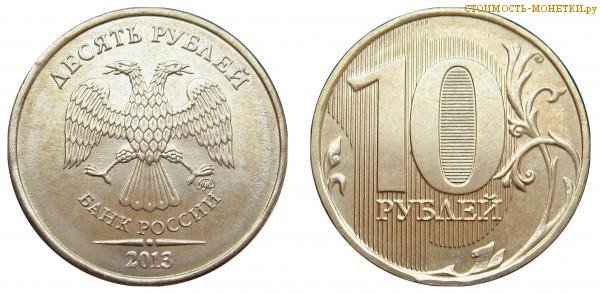 СТОИМОСТЬ-МОНЕТКИ.ру
ДЕСЯТЬ РУБЛЕЙ
БАНК РОССИИ
2013
10
РУБЛЕЙ